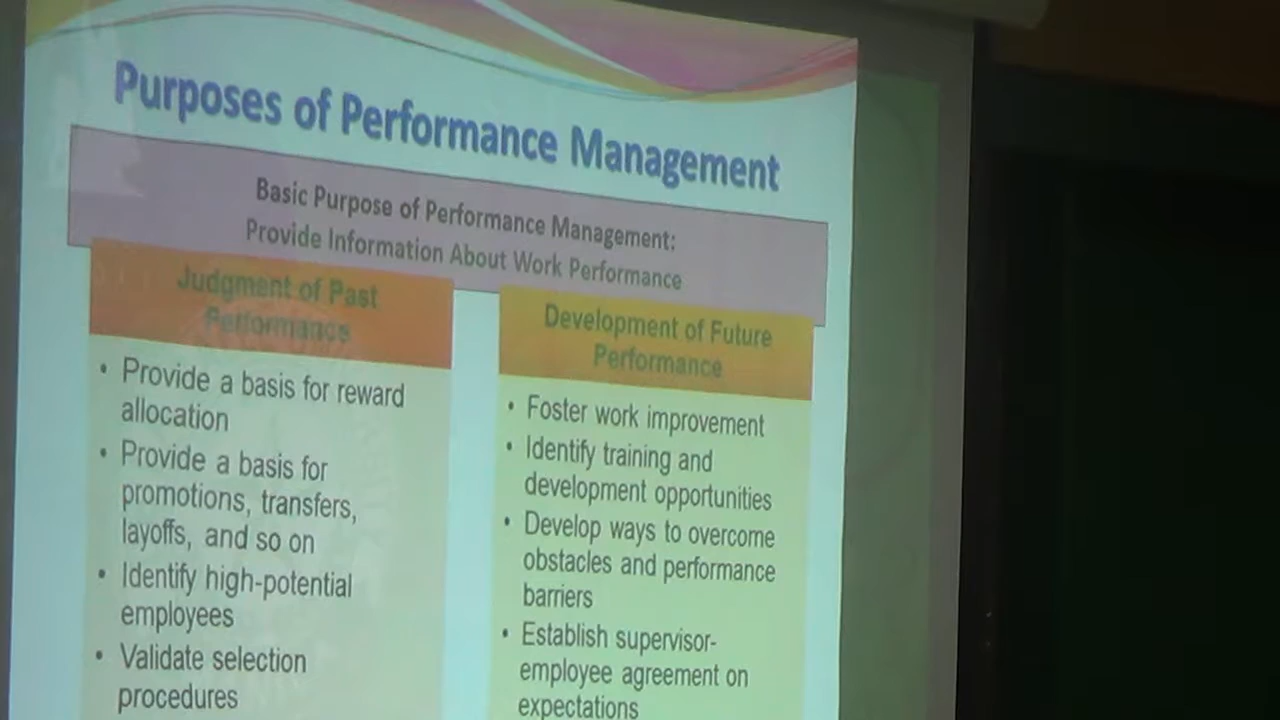 Purposes of Performance Management
Basic Purpose of Performance Management:
Provide Information About Work Performance
Judgment of Past
Performance
• Provide a basis for reward
allocation
• Provide a basis for
promotions, transfers,
layoffs, and so on
• Identify high-potential
employees
• Validate selection
procedures
Development of Future
Performance
• Foster work improvement
• Identify training and
development opportunities
• Develop ways to overcome
obstacles and performance
barriers
• Establish supervisor-
employee agreement on
expectations